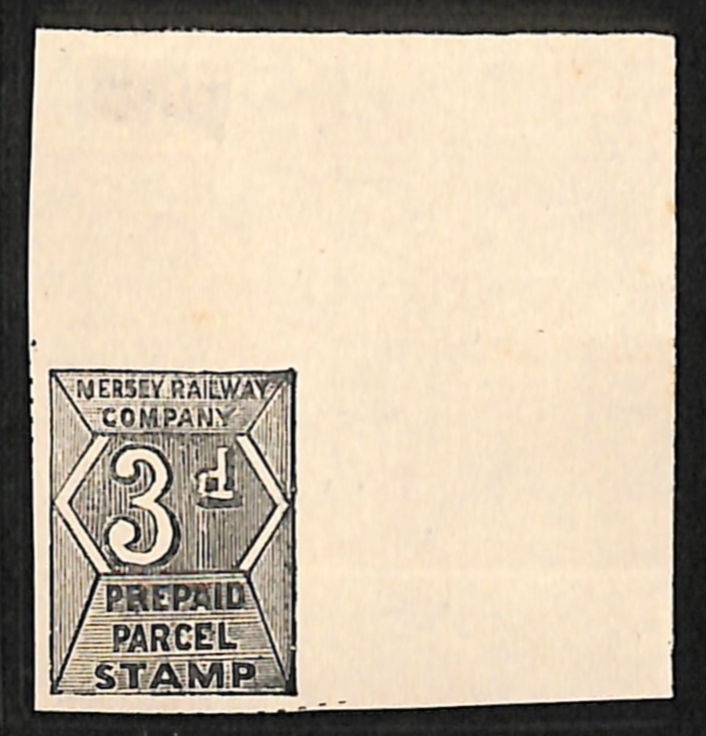 MERSEY RAILWAY
COMPANY
3d
PREPAID
PARCEL
STAMP